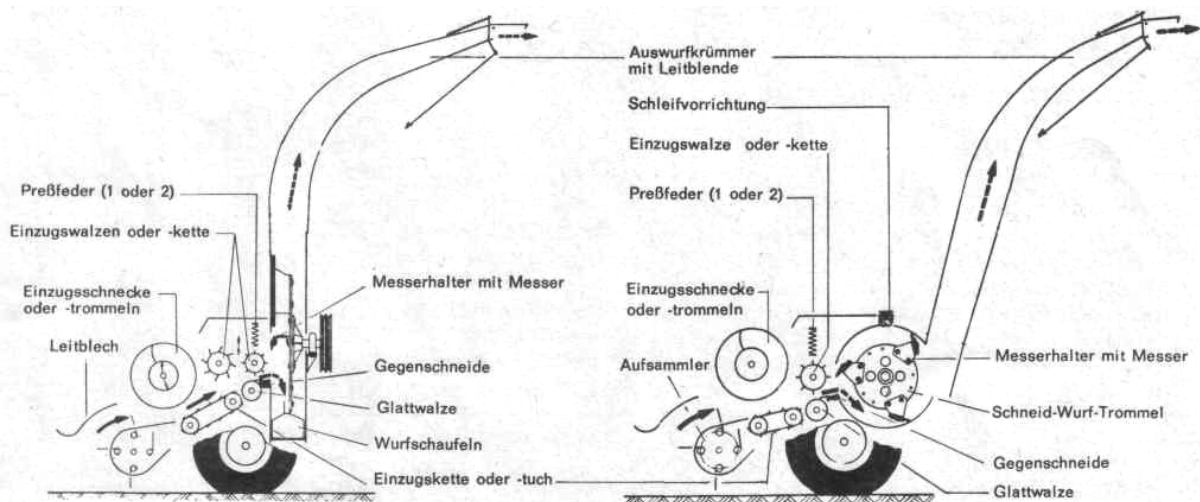 Auswurfkrümmer
mit Leitblende
Schleifvorrichtung
Einzugswalze oder -kette
Preßfeder (1 oder 2)
Preßfeder (1 oder 2)
Einzugswalzen oder -kette
Einzugsschnecke
oder -trommeln
Leitblech
Messerhalter mit Messer
Gegenschneide
Glattwalze
Wurfschaufeln
Einzugskette oder -tuch
Einzugsschnecke
oder -trommeln
Aufsammler
Messerhalter mit Messer
Schneid-Wurf-Trommel
Gegenschneide
Glattwalze